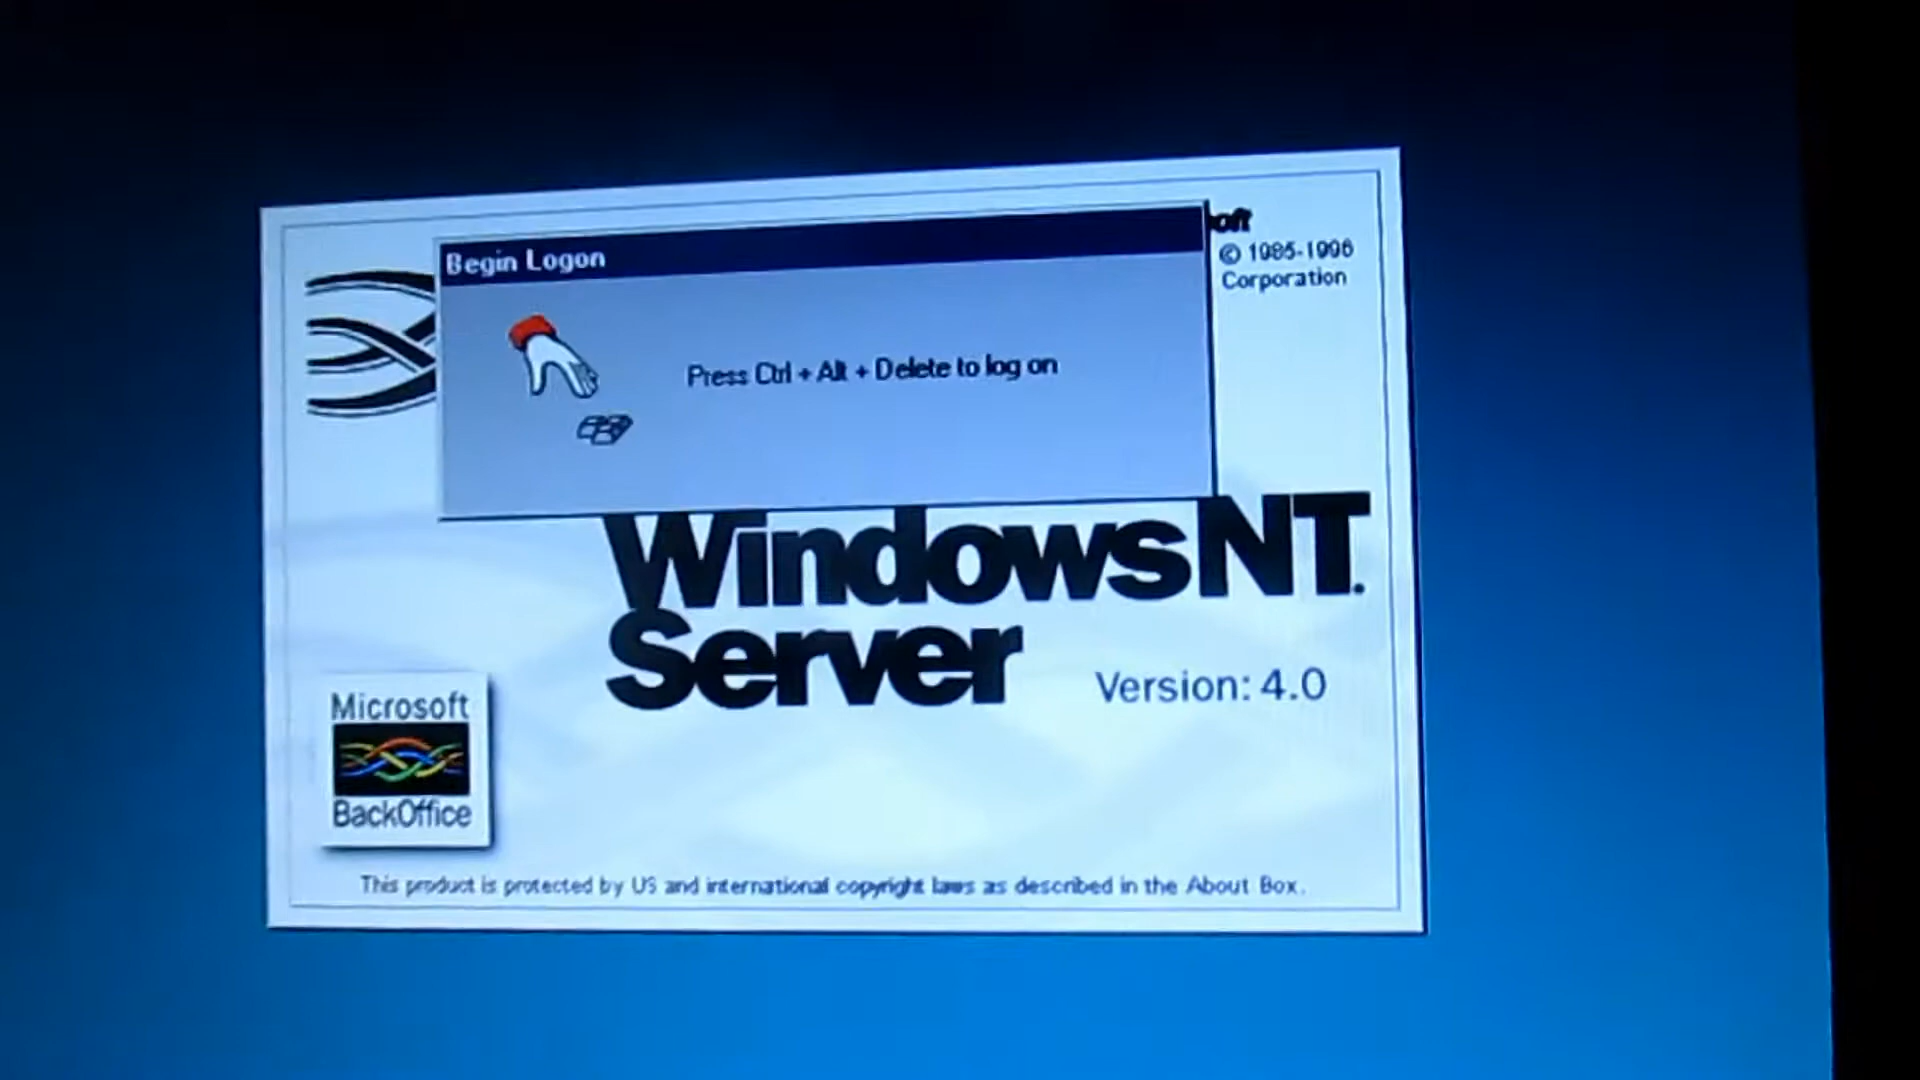 Begin Logon
Press Ctrl + Alt + Delete to log on
oft
© 1985-1996
Corporation
Windows NT.
Server
Version: 4.0
Microsoft
BackOffice
This product is protected by US and international copyright laws as described in the About Box.